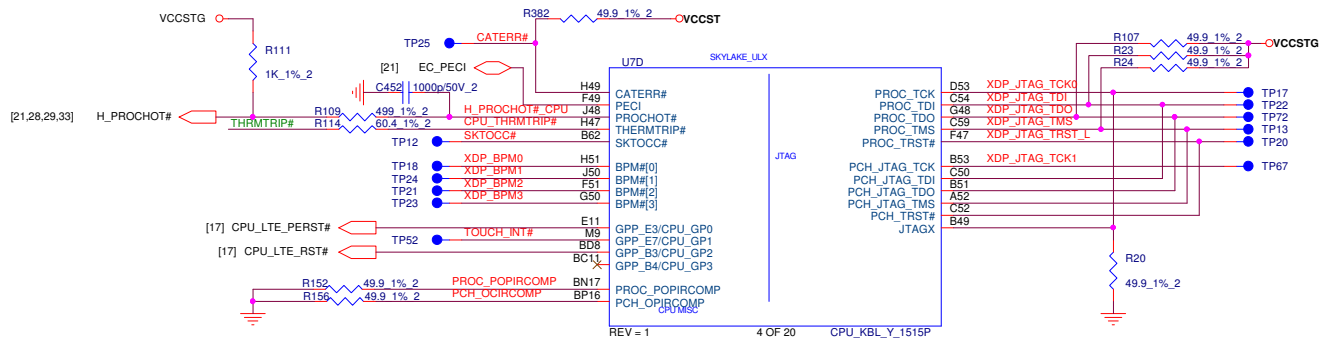 R382 49.9_1%_2 VCCST
VCCSTG
TP25 CATERR#
R107 49.9_1%_2
VCCSTG
R23 49.9_1%_2
R24 49.9_1%_2
R111
1K_1%_2
[21] EC_PECI
C452 1000p/50V_2
U7D
SKYLAKE_ULX
[21,28,29,33] H_PROCHOT#
R109 499_1%_2 H_PROCHOT#_CPU
THRMTRIP# R114 60.4_1%_2 CPU_THRMTRIP#
TP12 SKTOCC#
TP18 XDP_BPM0
TP24 XDP_BPM1
TP21 XDP_BPM2
TP23 XDP_BPM3
[17] CPU_LTE_PERST#
TP52 TOUCH_INT#
[17] CPU_LTE_RST#
R152 49.9_1%_2 PROC_POPIRCOMP
R156 49.9_1%_2 PCH_OCIRCOMP
H49 CATERR#
F49 PECI
J48 PROCHOT#
H47 THERMTRIP#
B62 SKTOCC#
H51 BPM#[0]
J50 BPM#[1]
F51 BPM#[2]
G50 BPM#[3]
E11 GPP_E3/CPU_GP0
M9 GPP_E7/CPU_GP1
BD8 GPP_B3/CPU_GP2
BC11 GPP_B4/CPU_GP3
BN17 PROC_POPIRCOMP
BP16 PCH_OPIRCOMP
CPU MISC
JTAG
PROC_TCK D53 XDP_JTAG_TCK0 TP17
PROC_TDI C54 XDP_JTAG_TDI TP22
PROC_TDO G48 XDP_JTAG_TDO TP72
PROC_TMS C59 XDP_JTAG_TMS TP13
PROC_TRST# F47 XDP_JTAG_TRST_L TP20
PCH_JTAG_TCK B53 XDP_JTAG_TCK1 TP67
PCH_JTAG_TDI C50
PCH_JTAG_TDO B51
PCH_JTAG_TMS A52
PCH_TRST# C52
JTAGX B49
R20
49.9_1%_2
REV = 1 4 OF 20 CPU_KBL_Y_1515P